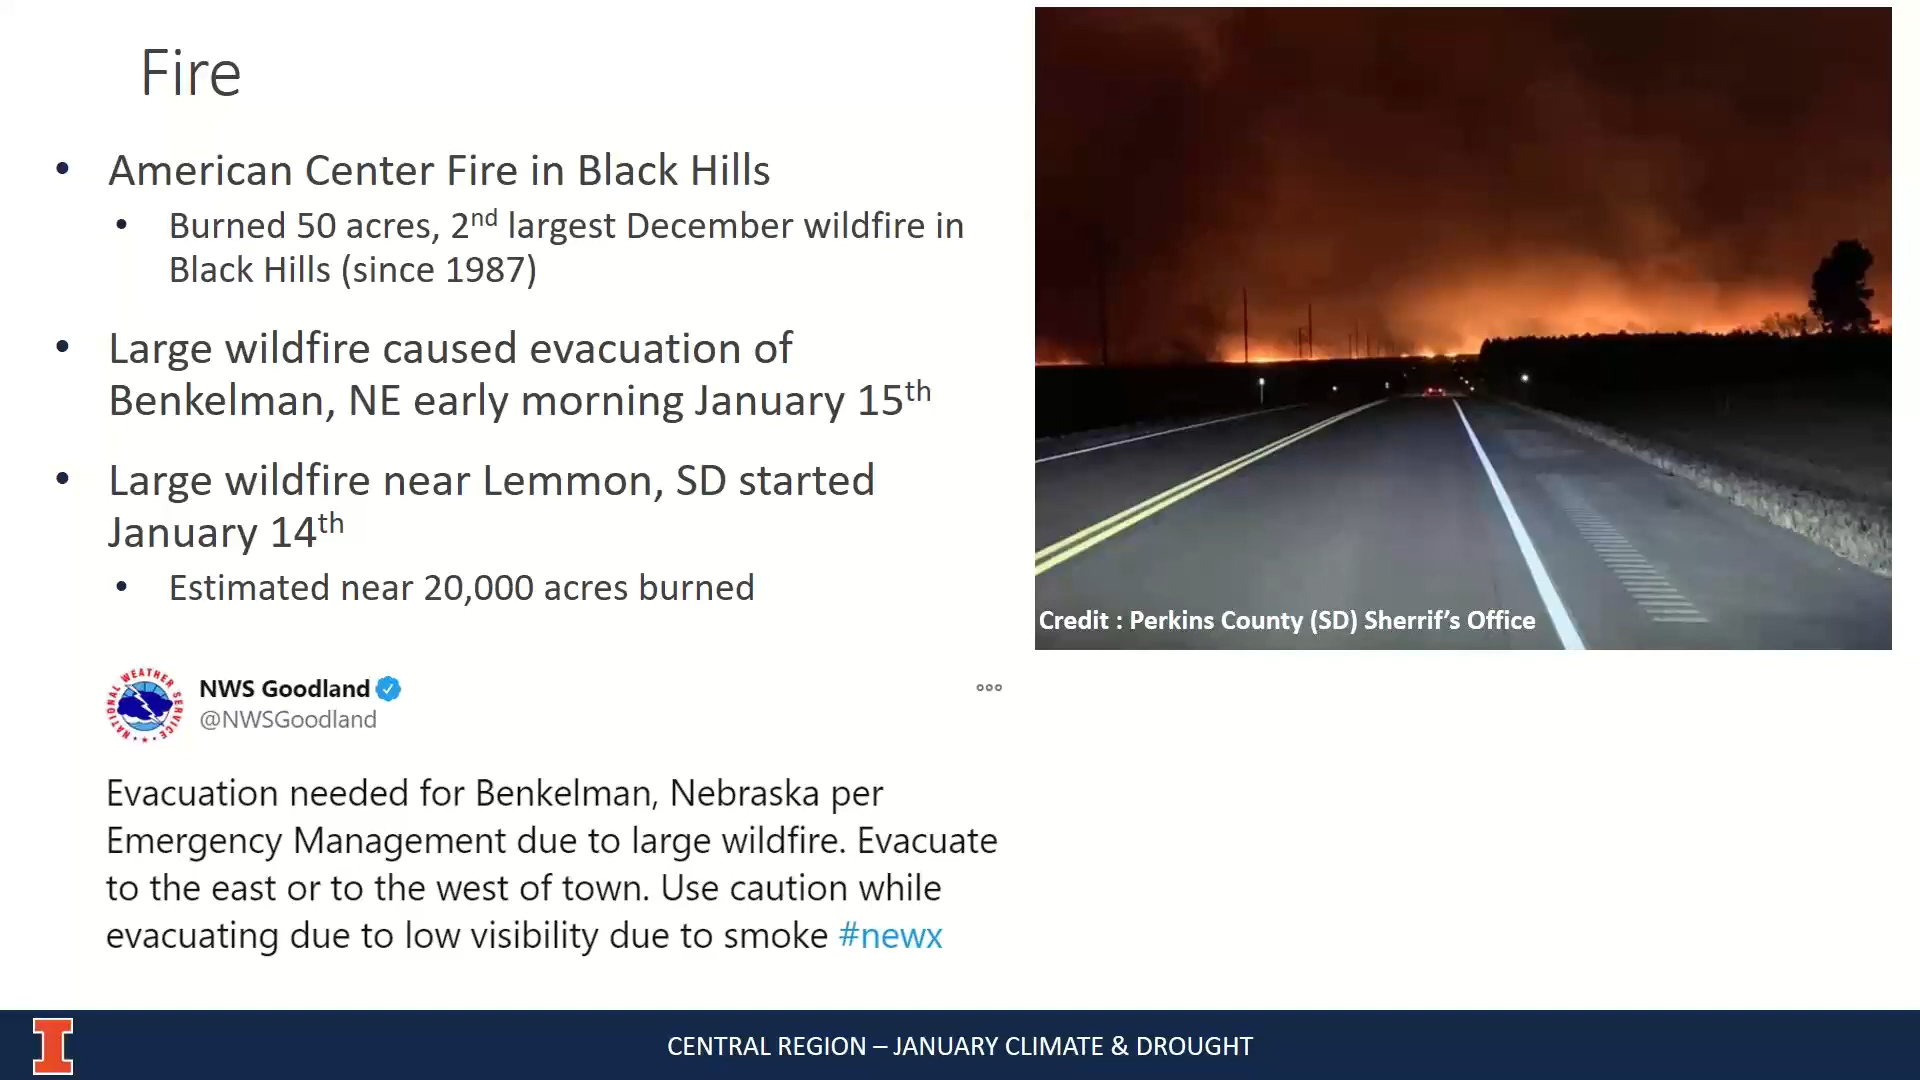 Fire
• American Center Fire in Black Hills
• Burned 50 acres, 2nd largest December wildfire in
Black Hills (since 1987)
• Large wildfire caused evacuation of
Benkelman, NE early morning January 15th
• Large wildfire near Lemmon, SD started
January 14th
• Estimated near 20,000 acres burned
Credit : Perkins County (SD) Sherrif’s Office
NATIONAL WEATHER SERVICE
NWS Goodland
@NWSGoodland
Evacuation needed for Benkelman, Nebraska per
Emergency Management due to large wildfire. Evacuate
to the east or to the west of town. Use caution while
evacuating due to low visibility due to smoke #newx
I
CENTRAL REGION – JANUARY CLIMATE & DROUGHT